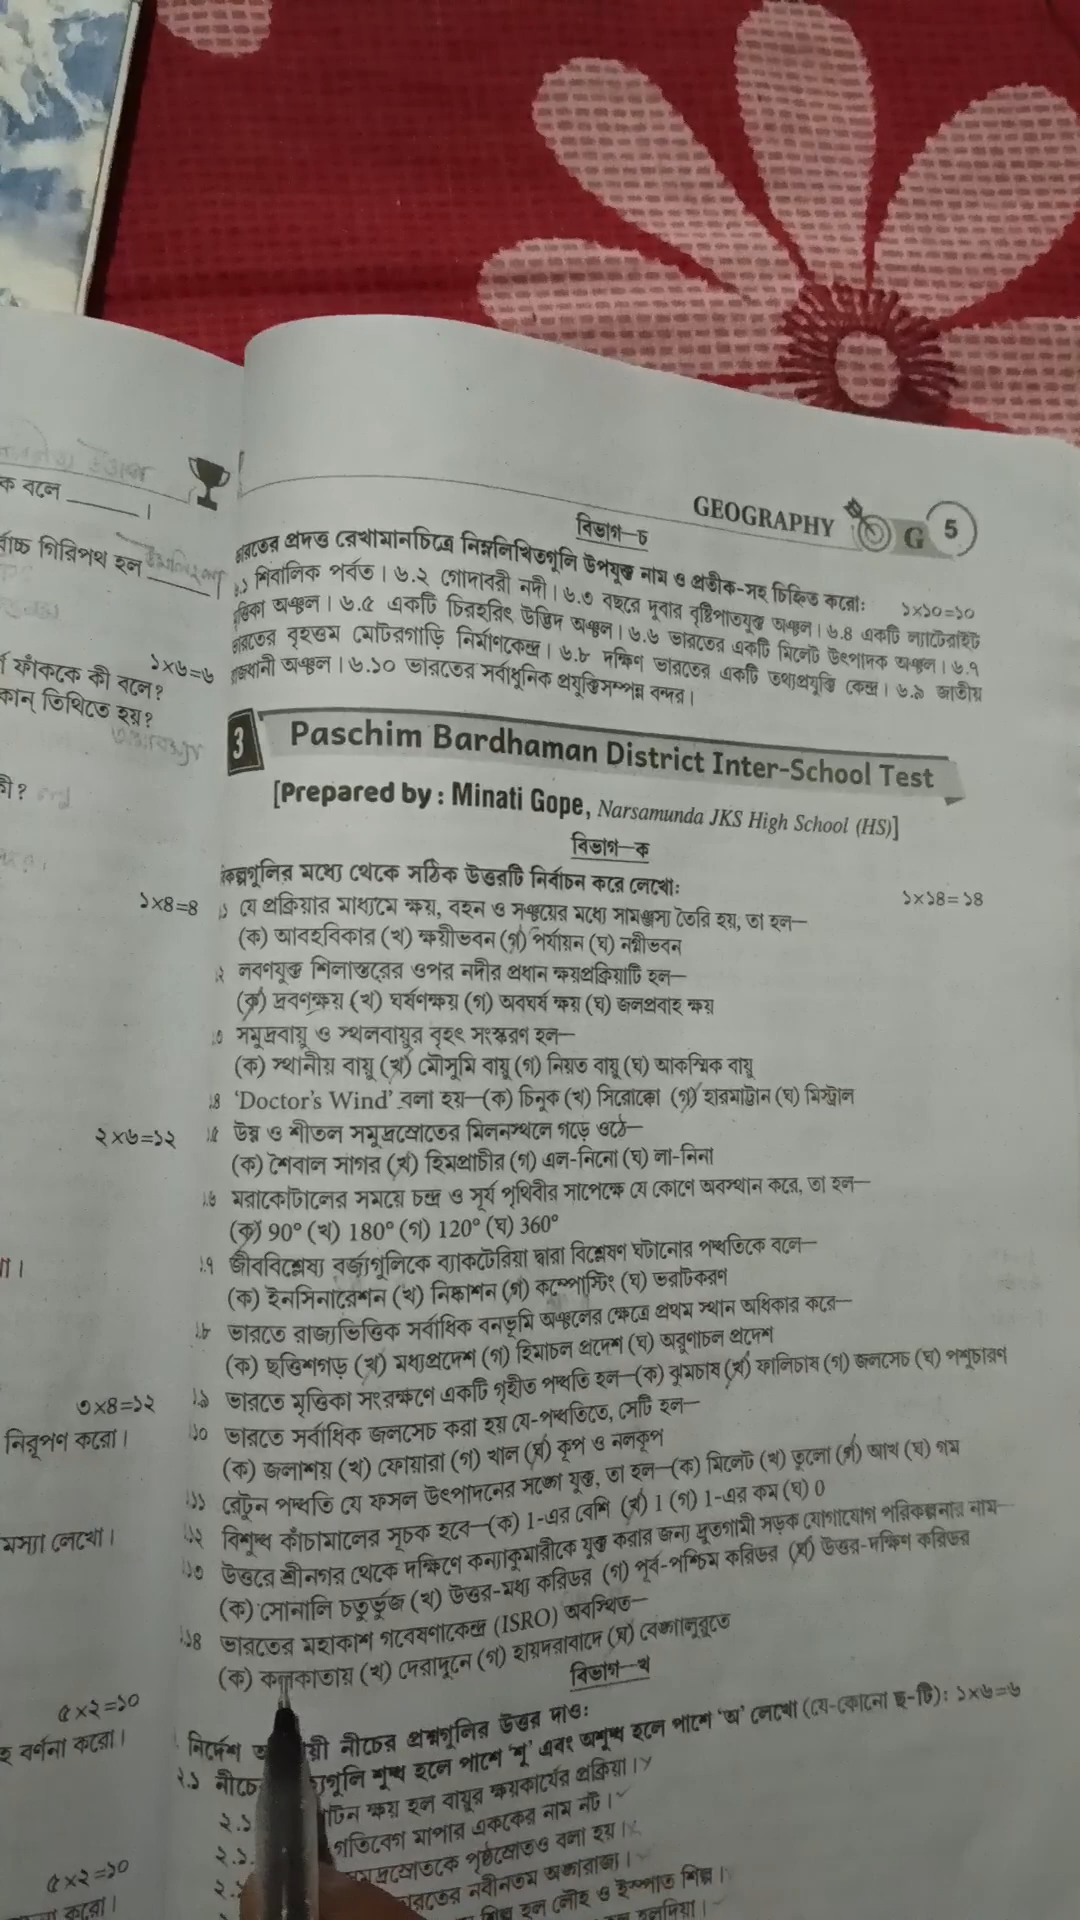 ক বলে ________ ।
র্বোচ্চ গিরিপথ হল ________ ।
১×৬=৬
র্ণ ফাঁককে কী বলে?
কোন্ তিথিতে হয়?
কী?
১×৪=৪
২×৬=১২
৩×৪=১২
নিরূপণ করো।
মস্যা লেখো।
৫×২=১০
হ বর্ণনা করো।
৫×২=১০
GEOGRAPHY G 5
বিভাগ—চ
ভারতের প্রদত্ত রেখামানচিত্রে নিম্নলিখিতগুলি উপযুক্ত নাম ও প্রতীক-সহ চিহ্নিত করো: ১×১০=১০
.১ শিবালিক পর্বত। ৬.২ গোদাবরী নদী। ৬.৩ বছরে দুবার বৃষ্টিপাতযুক্ত অঞ্চল। ৬.৪ একটি ল্যাটেরাইট
মৃত্তিকা অঞ্চল। ৬.৫ একটি চিরহরিৎ উদ্ভিদ অঞ্চল। ৬.৬ ভারতের একটি মিলেট উৎপাদক অঞ্চল। ৬.৭
ভারতের বৃহত্তম মোটরগাড়ি নির্মাণকেন্দ্র। ৬.৮ দক্ষিণ ভারতের একটি তথ্যপ্রযুক্তি কেন্দ্র। ৬.৯ জাতীয়
রাজধানী অঞ্চল। ৬.১০ ভারতের সর্বাধুনিক প্রযুক্তিসম্পন্ন বন্দর।
3 Paschim Bardhaman District Inter-School Test
[Prepared by : Minati Gope, Narsamunda JKS High School (HS)]
বিভাগ—ক
বিকল্পগুলির মধ্যে থেকে সঠিক উত্তরটি নির্বাচন করে লেখো: ১×১৪=১৪
.১ যে প্রক্রিয়ার মাধ্যমে ক্ষয়, বহন ও সঞ্চয়ের মধ্যে সামঞ্জস্য তৈরি হয়, তা হল—
(ক) আবহবিকার (খ) ক্ষয়ীভবন (গ) পর্যায়ন (ঘ) নগ্নীভবন
.২ লবণযুক্ত শিলাস্তরের ওপর নদীর প্রধান ক্ষয়প্রক্রিয়াটি হল—
(ক) দ্রবণক্ষয় (খ) ঘর্ষণক্ষয় (গ) অবঘর্ষ ক্ষয় (ঘ) জলপ্রবাহ ক্ষয়
.৩ সমুদ্রবায়ু ও স্থলবায়ুর বৃহৎ সংস্করণ হল—
(ক) স্থানীয় বায়ু (খ) মৌসুমি বায়ু (গ) নিয়ত বায়ু (ঘ) আকস্মিক বায়ু
.৪ ‘Doctor's Wind’ বলা হয়—(ক) চিনুক (খ) সিরোক্কো (গ) হারমাট্টান (ঘ) মিস্ট্রাল
.৫ উষ্ণ ও শীতল সমুদ্রস্রোতের মিলনস্থলে গড়ে ওঠে—
(ক) শৈবাল সাগর (খ) হিমপ্রাচীর (গ) এল-নিনো (ঘ) লা-নিনা
.৬ মরাকোটালের সময়ে চন্দ্র ও সূর্য পৃথিবীর সাপেক্ষে যে কোণে অবস্থান করে, তা হল—
(ক) 90° (খ) 180° (গ) 120° (ঘ) 360°
.৭ জীববিশ্লেষ্য বর্জ্যগুলিকে ব্যাকটেরিয়া দ্বারা বিশ্লেষণ ঘটানোর পদ্ধতিকে বলে—
(ক) ইনসিনারেশন (খ) নিষ্কাশন (গ) কম্পোস্টিং (ঘ) ভরাটকরণ
.৮ ভারতে রাজ্যভিত্তিক সর্বাধিক বনভূমি অঞ্চলের ক্ষেত্রে প্রথম স্থান অধিকার করে—
(ক) ছত্তিশগড় (খ) মধ্যপ্রদেশ (গ) হিমাচল প্রদেশ (ঘ) অরুণাচল প্রদেশ
.৯ ভারতে মৃত্তিকা সংরক্ষণে একটি গৃহীত পদ্ধতি হল—(ক) ঝুমচাষ (খ) ফালিচাষ (গ) জলসেচ (ঘ) পশুচারণ
.১০ ভারতে সর্বাধিক জলসেচ করা হয় যে-পদ্ধতিতে, সেটি হল—
(ক) জলাশয় (খ) ফোয়ারা (গ) খাল (ঘ) কূপ ও নলকূপ
.১১ রেটুন পদ্ধতি যে ফসল উৎপাদনের সঙ্গে যুক্ত, তা হল—(ক) মিলেট (খ) তুলো (গ) আখ (ঘ) গম
.১২ বিশুদ্ধ কাঁচামালের সূচক হবে—(ক) 1-এর বেশি (খ) 1 (গ) 1-এর কম (ঘ) 0
.১৩ উত্তরে শ্রীনগর থেকে দক্ষিণে কন্যাকুমারীকে যুক্ত করার জন্য দ্রুতগামী সড়ক যোগাযোগ পরিকল্পনার নাম—
(ক) সোনালি চতুর্ভুজ (খ) উত্তর-মধ্য করিডর (গ) পূর্ব-পশ্চিম করিডর (ঘ) উত্তর-দক্ষিণ করিডর
.১৪ ভারতের মহাকাশ গবেষণাকেন্দ্র (ISRO) অবস্থিত—
(ক) কলকাতায় (খ) দেরাদুনে (গ) হায়দরাবাদে (ঘ) বেঙ্গালুরুতে
বিভাগ—খ
নির্দেশ নীচের প্রশ্নগুলির উত্তর দাও:
২.১ নীচের গুলি শুদ্ধ হলে পাশে ‘শু’ এবং অশুদ্ধ হলে পাশে ‘অ’ লেখো (যে-কোনো ছ-টি): ১×৬=৬
২.১ ক্ষয় হল বায়ুর ক্ষয়কার্যের প্রক্রিয়া।
২.১. গতিবেগ মাপার এককের নাম নট।
২.১ সমুদ্রস্রোতকে পৃষ্ঠস্রোতও বলা হয়।
ভারতের নবীনতম অঙ্গরাজ্য।
শিল্প হল লৌহ ও ইস্পাত শিল্প।
হলদিয়া।